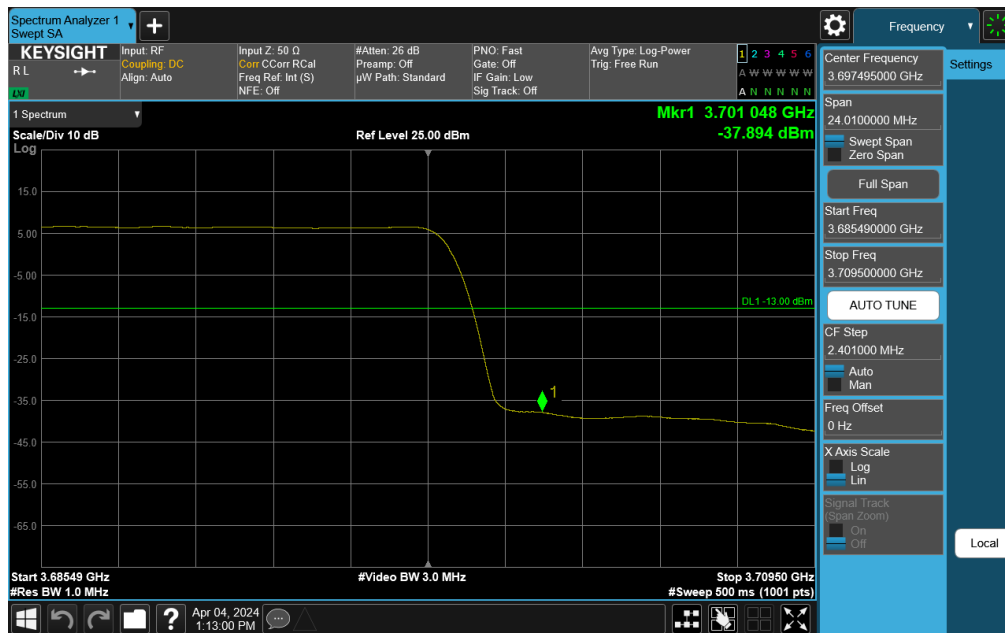 Spectrum Analyzer 1
Swept SA
Frequency
KEYSIGHT
R L
LXI
Input: RF
Coupling: DC
Align: Auto
Input Z: 50 Ω
Corr CCorr RCal
Freq Ref: Int (S)
NFE: Off
#Atten: 26 dB
Preamp: Off
µW Path: Standard
PNO: Fast
Gate: Off
IF Gain: Low
Sig Track: Off
Avg Type: Log-Power
Trig: Free Run
1 2 3 4 5 6
A W W W W W
A N N N N N
1 Spectrum
Scale/Div 10 dB
Log
Ref Level 25.00 dBm
Mkr1 3.701 048 GHz
-37.894 dBm
15.0
5.00
-5.00
-15.0
-25.0
-35.0
-45.0
-55.0
-65.0
DL1 -13.00 dBm
1
Start 3.68549 GHz
#Video BW 3.0 MHz
Stop 3.70950 GHz
#Res BW 1.0 MHz
#Sweep 500 ms (1001 pts)
Center Frequency
3.697495000 GHz
Settings
Span
24.0100000 MHz
Swept Span
Zero Span
Full Span
Start Freq
3.685490000 GHz
Stop Freq
3.709500000 GHz
AUTO TUNE
CF Step
2.401000 MHz
Auto
Man
Freq Offset
0 Hz
X Axis Scale
Log
Lin
Signal Track
(Span Zoom)
On
Off
Local
?
Apr 04, 2024
1:13:00 PM